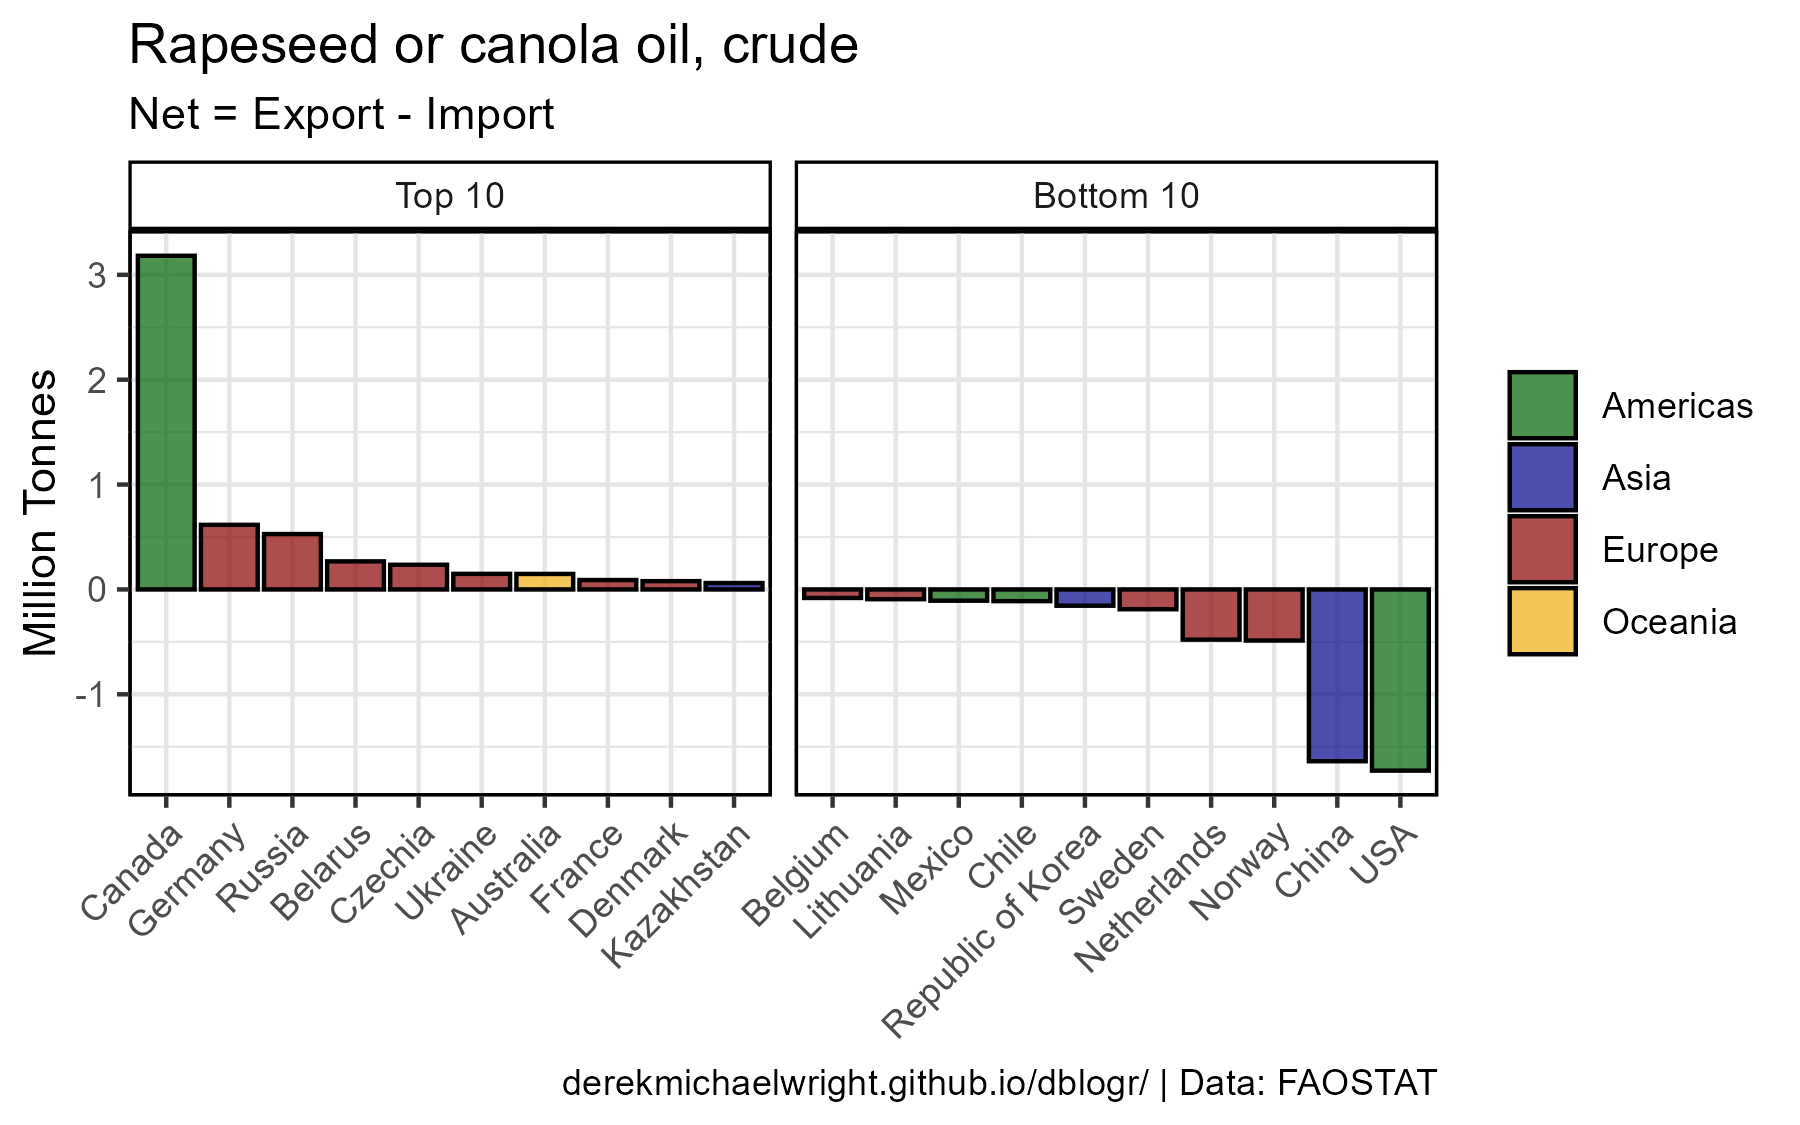 Rapeseed or canola oil, crude
Net = Export - Import
Top 10
Bottom 10
Million Tonnes
3
2
1
0
-1
Canada
Germany
Russia
Belarus
Czechia
Ukraine
Australia
France
Denmark
Kazakhstan
Belgium
Lithuania
Mexico
Chile
Republic of Korea
Sweden
Netherlands
Norway
China
USA
Americas
Asia
Europe
Oceania
derekmichaelwright.github.io/dblogr/ | Data: FAOSTAT